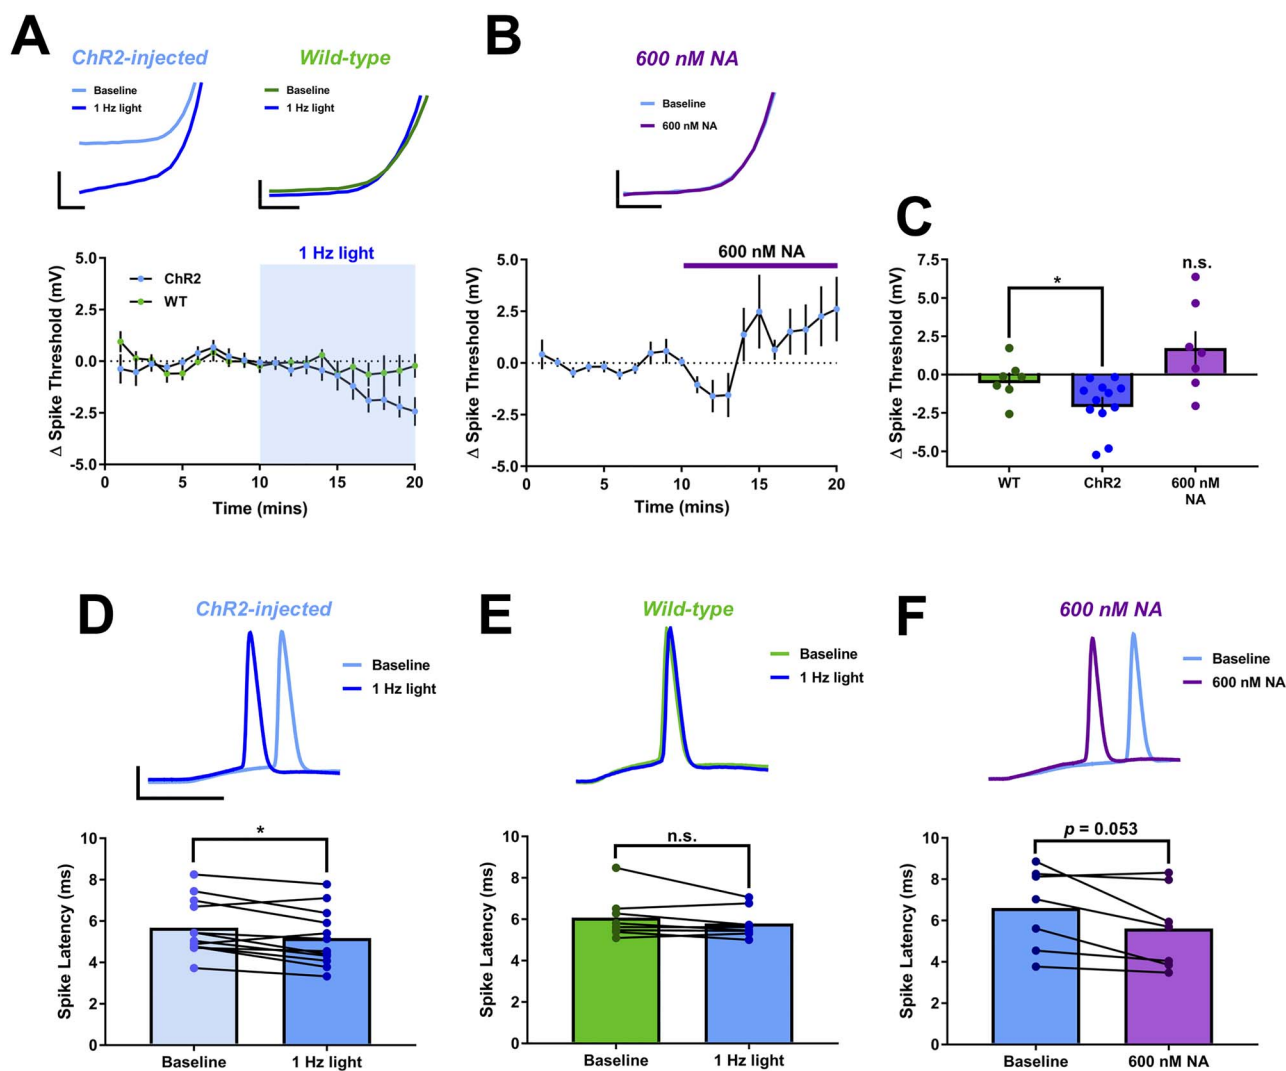 A
ChR2-injected
Baseline
1 Hz light
Wild-type
Baseline
1 Hz light
5.0
2.5
0.0
-2.5
-5.0
Δ Spike Threshold (mV)
ChR2
WT
1 Hz light
0
5
10
15
20
Time (mins)
B
600 nM NA
Baseline
600 nM NA
5.0
2.5
0.0
-2.5
-5.0
Δ Spike Threshold (mV)
600 nM NA
0
5
10
15
20
Time (mins)
C
7.5
5.0
2.5
0.0
-2.5
-5.0
Δ Spike Threshold (mV)
*
n.s.
WT
ChR2
600 nM
NA
D
ChR2-injected
Baseline
1 Hz light
10
8
6
4
2
0
Spike Latency (ms)
*
Baseline
1 Hz light
E
Wild-type
Baseline
1 Hz light
10
8
6
4
2
0
Spike Latency (ms)
n.s.
Baseline
1 Hz light
F
600 nM NA
Baseline
600 nM NA
10
8
6
4
2
0
Spike Latency (ms)
p = 0.053
Baseline
600 nM NA